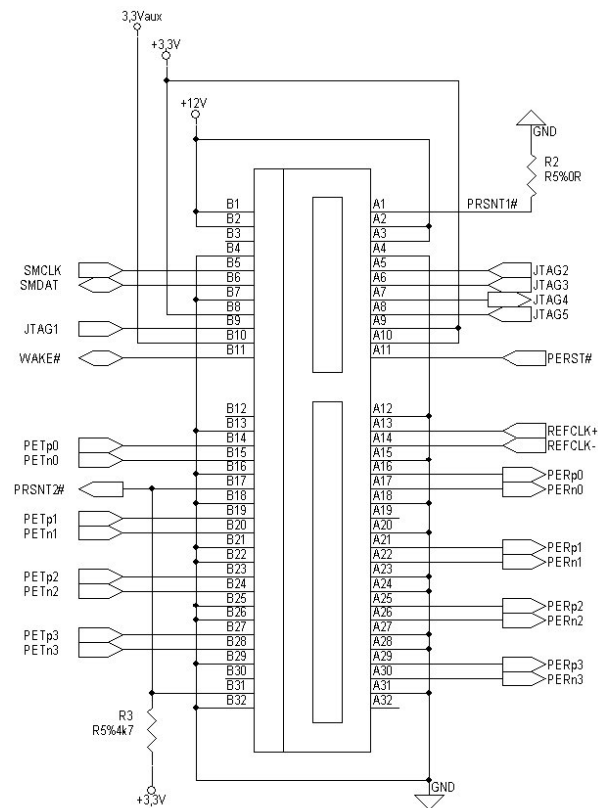 3,3Vaux
+3,3V
+12V
GND
R2
R5%0R
PRSNT1#
B1 A1
B2 A2
B3 A3
B4 A4
SMCLK B5 A5 JTAG2
SMDAT B6 A6 JTAG3
B7 A7 JTAG4
B8 A8 JTAG5
JTAG1 B9 A9
B10 A10
WAKE# B11 A11 PERST#
B12 A12
B13 A13 REFCLK+
PETp0 B14 A14 REFCLK-
PETn0 B15 A15
B16 A16 PERp0
PRSNT2# B17 A17 PERn0
B18 A18
PETp1 B19 A19
PETn1 B20 A20
B21 A21 PERp1
B22 A22 PERn1
PETp2 B23 A23
PETn2 B24 A24
B25 A25 PERp2
B26 A26 PERn2
PETp3 B27 A27
PETn3 B28 A28
B29 A29 PERp3
B30 A30 PERn3
B31 A31
B32 A32
R3
R5%4k7
+3,3V
GND